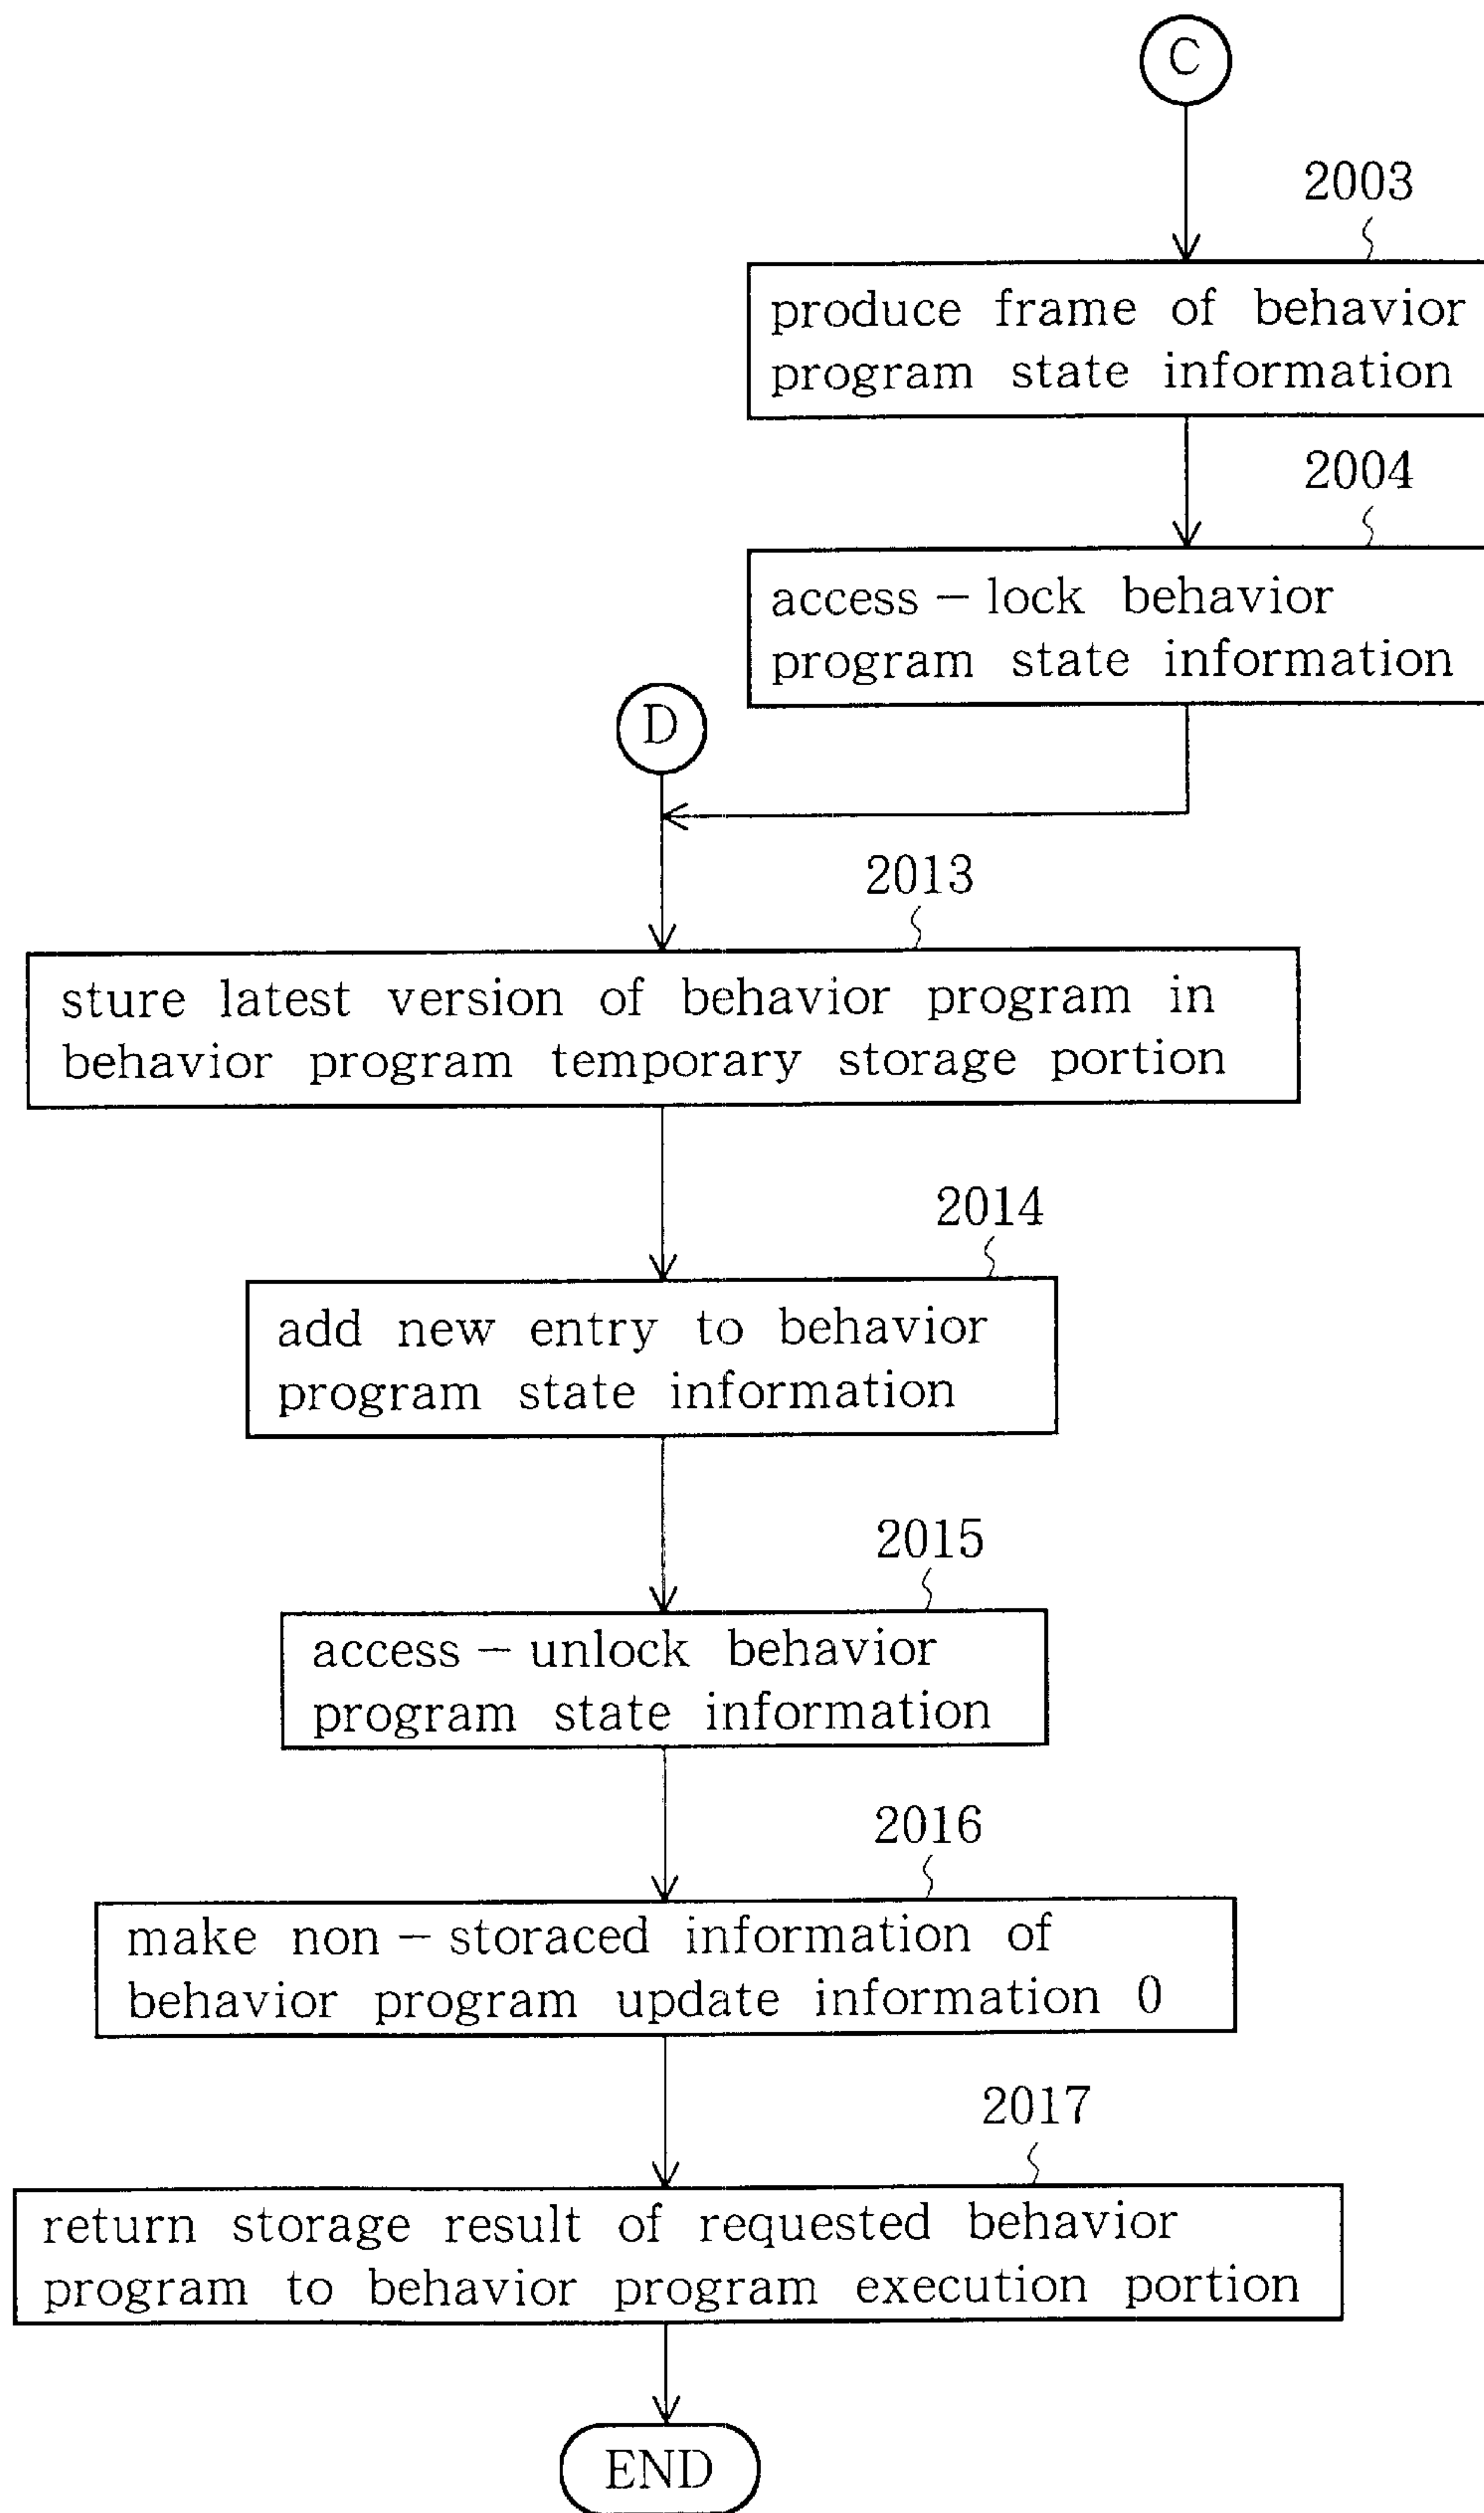 C
2003
produce frame of behavior
program state information
2004
access - lock behavior
program state information
D
2013
sture latest version of behavior program in
behavior program temporary storage portion
2014
add new entry to behavior
program state information
2015
access - unlock behavior
program state information
2016
make non - storaced information of
behavior program update information 0
2017
return storage result of requested behavior
program to behavior program execution portion
END